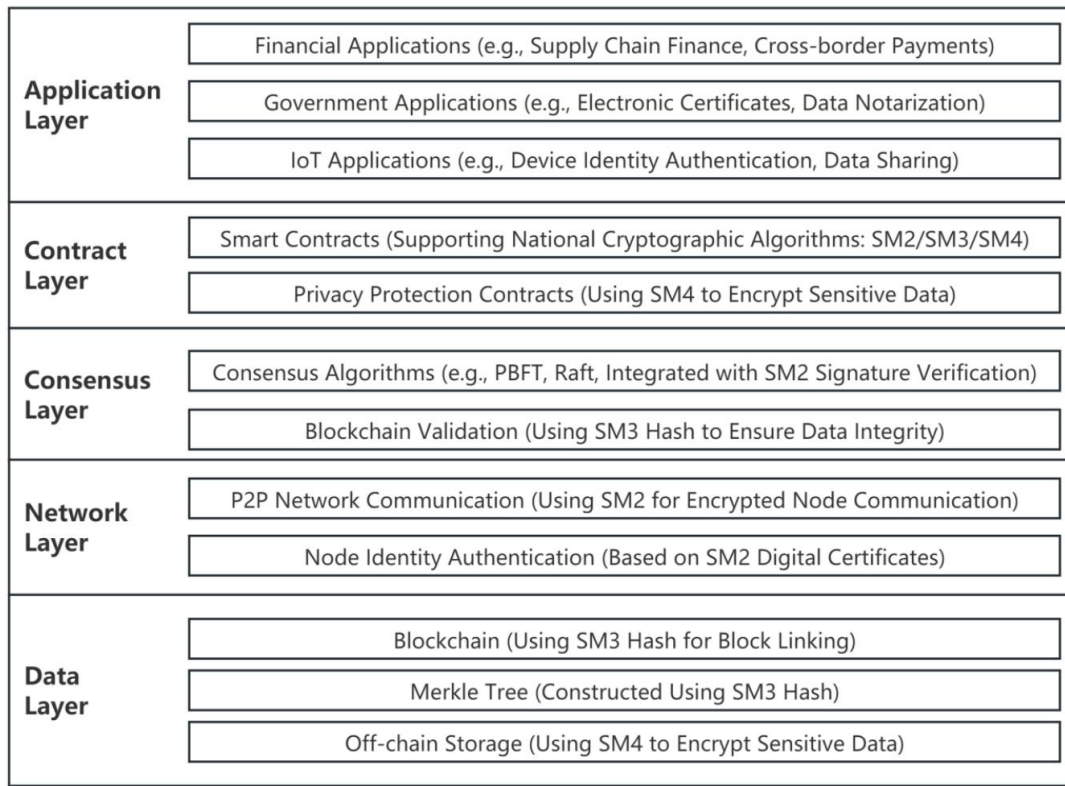 Application
Layer
Financial Applications (e.g., Supply Chain Finance, Cross-border Payments)
Government Applications (e.g., Electronic Certificates, Data Notarization)
IoT Applications (e.g., Device Identity Authentication, Data Sharing)
Contract
Layer
Smart Contracts (Supporting National Cryptographic Algorithms: SM2/SM3/SM4)
Privacy Protection Contracts (Using SM4 to Encrypt Sensitive Data)
Consensus
Layer
Consensus Algorithms (e.g., PBFT, Raft, Integrated with SM2 Signature Verification)
Blockchain Validation (Using SM3 Hash to Ensure Data Integrity)
Network
Layer
P2P Network Communication (Using SM2 for Encrypted Node Communication)
Node Identity Authentication (Based on SM2 Digital Certificates)
Data
Layer
Blockchain (Using SM3 Hash for Block Linking)
Merkle Tree (Constructed Using SM3 Hash)
Off-chain Storage (Using SM4 to Encrypt Sensitive Data)